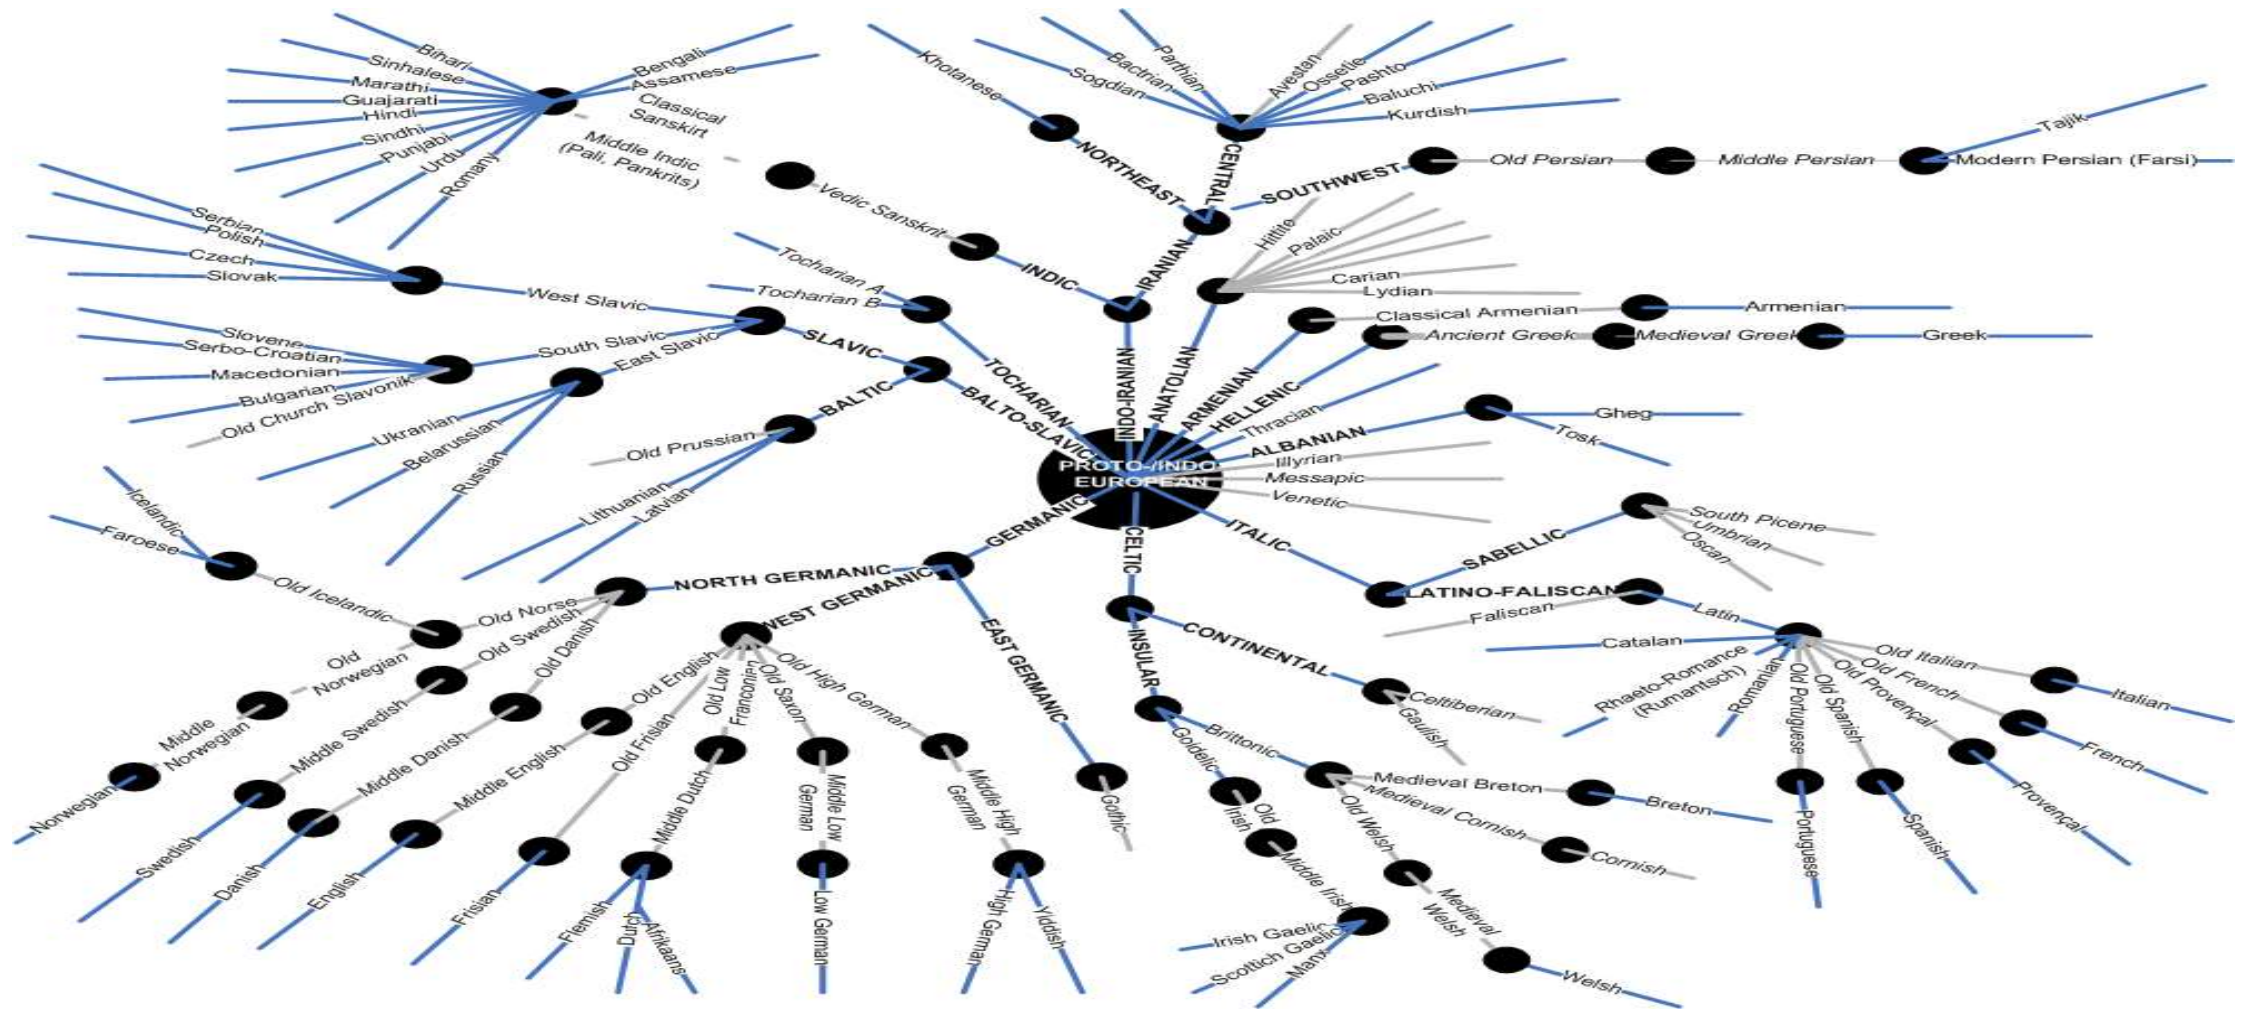 Bihari
Sinhalese
Marathi
Guajarati
Hindi
Sindhi
Punjabi
Urdu
Romany
Bengali
Assamese
Classical
Sanskirt
Middle Indic
(Pali, Pankrits)
Vedic Sanskrit
INDIC
Khotanese
NORTHEAST
Sogdian
Bactrian
Parthian
Avestan
Ossetie
Pashto
Baluchi
Kurdish
CENTRAL
SOUTHWEST
Old Persian
Middle Persian
Tajik
Modern Persian (Farsi)
IRANIAN
INDO-IRANIAN
Hittite
Palaic
Carian
Lydian
ANATOLIAN
Classical Armenian
Armenian
ARMENIAN
Ancient Greek
Medieval Greek
Greek
HELLENIC
Thracian
ALBANIAN
Gheg
Tosk
Illyrian
Messapic
Venetic
PROTO-/INDO
EUROPEAN
Tocharian A
Tocharian B
TOCHARIAN
BALTO-SLAVIC
SLAVIC
West Slavic
Serbian
Polish
Czech
Slovak
South Slavic
Slovene
Serbo-Croatian
Macedonian
Bulgarian
Old Church Slavonik
East Slavic
Ukranian
Belarussian
Russian
BALTIC
Old Prussian
Lithuanian
Latvian
GERMANIC
NORTH GERMANIC
Old Norse
Old Icelandic
Icelandic
Faroese
Old
Norwegian
Middle
Norwegian
Norwegian
Old Swedish
Middle Swedish
Swedish
Old Danish
Middle Danish
Danish
WEST GERMANIC
Old English
Middle English
English
Old Frisian
Frisian
Old Low
Franconien
Middle Dutch
Flemish
Dutch
Afrikaans
Old Saxon
Middle Low
German
Low German
Old High German
Middle High
German
High German
Yiddish
EAST GERMANIC
Gothic
CELTIC
INSULAR
CONTINENTAL
Celtiberian
Gaulish
Goidelic
Old
Irish
Middle Irish
Irish Gaelic
Scottich Gaelic
Manx
Brittonic
Medieval Breton
Breton
Medieval Cornish
Cornish
Old Welsh
Medieval
Welsh
Welsh
ITALIC
SABELLIC
South Picene
Umbrian
Oscan
LATINO-FALISCAN
Faliscan
Latin
Catalan
Rhaeto-Romance
(Rumantsch)
Romanian
Old Portuguese
Portuguese
Old Spanish
Spanish
Old Provençal
Provençal
Old French
French
Old Italian
Italian